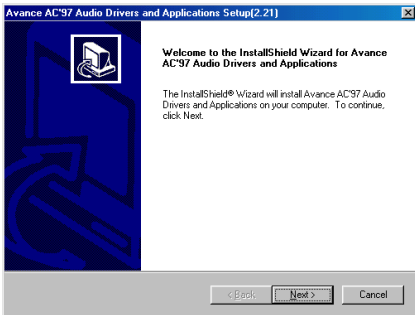 Avance AC'97 Audio Drivers and Applications Setup(2.21)
Welcome to the InstallShield Wizard for Avance
AC'97 Audio Drivers and Applications
The InstallShield® Wizard will install Avance AC'97 Audio
Drivers and Applications on your computer. To continue,
click Next.
< Back
Next >
Cancel